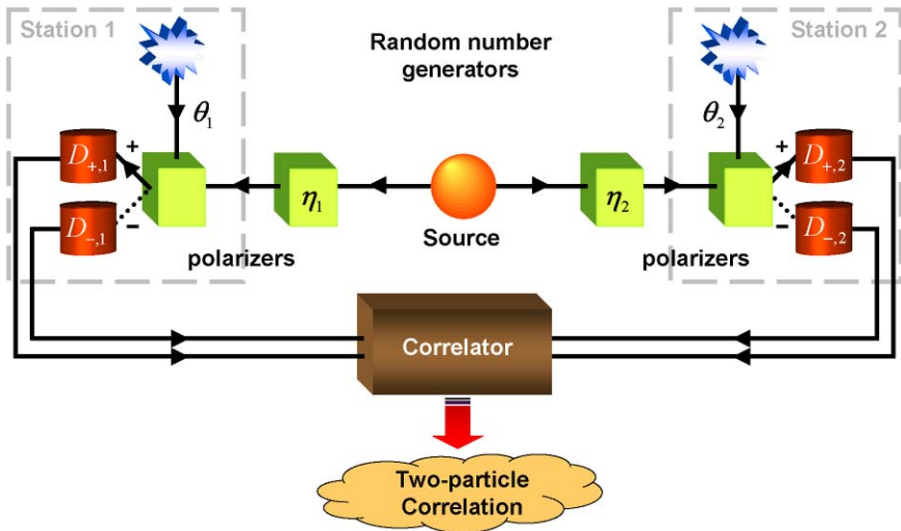 Station 1
Random number
generators
Station 2
θ₁
θ₂
+
D₊,₁
−
D₋,₁
η₁
η₂
+
D₊,₂
−
D₋,₂
Source
polarizers
polarizers
Correlator
Two-particle
Correlation